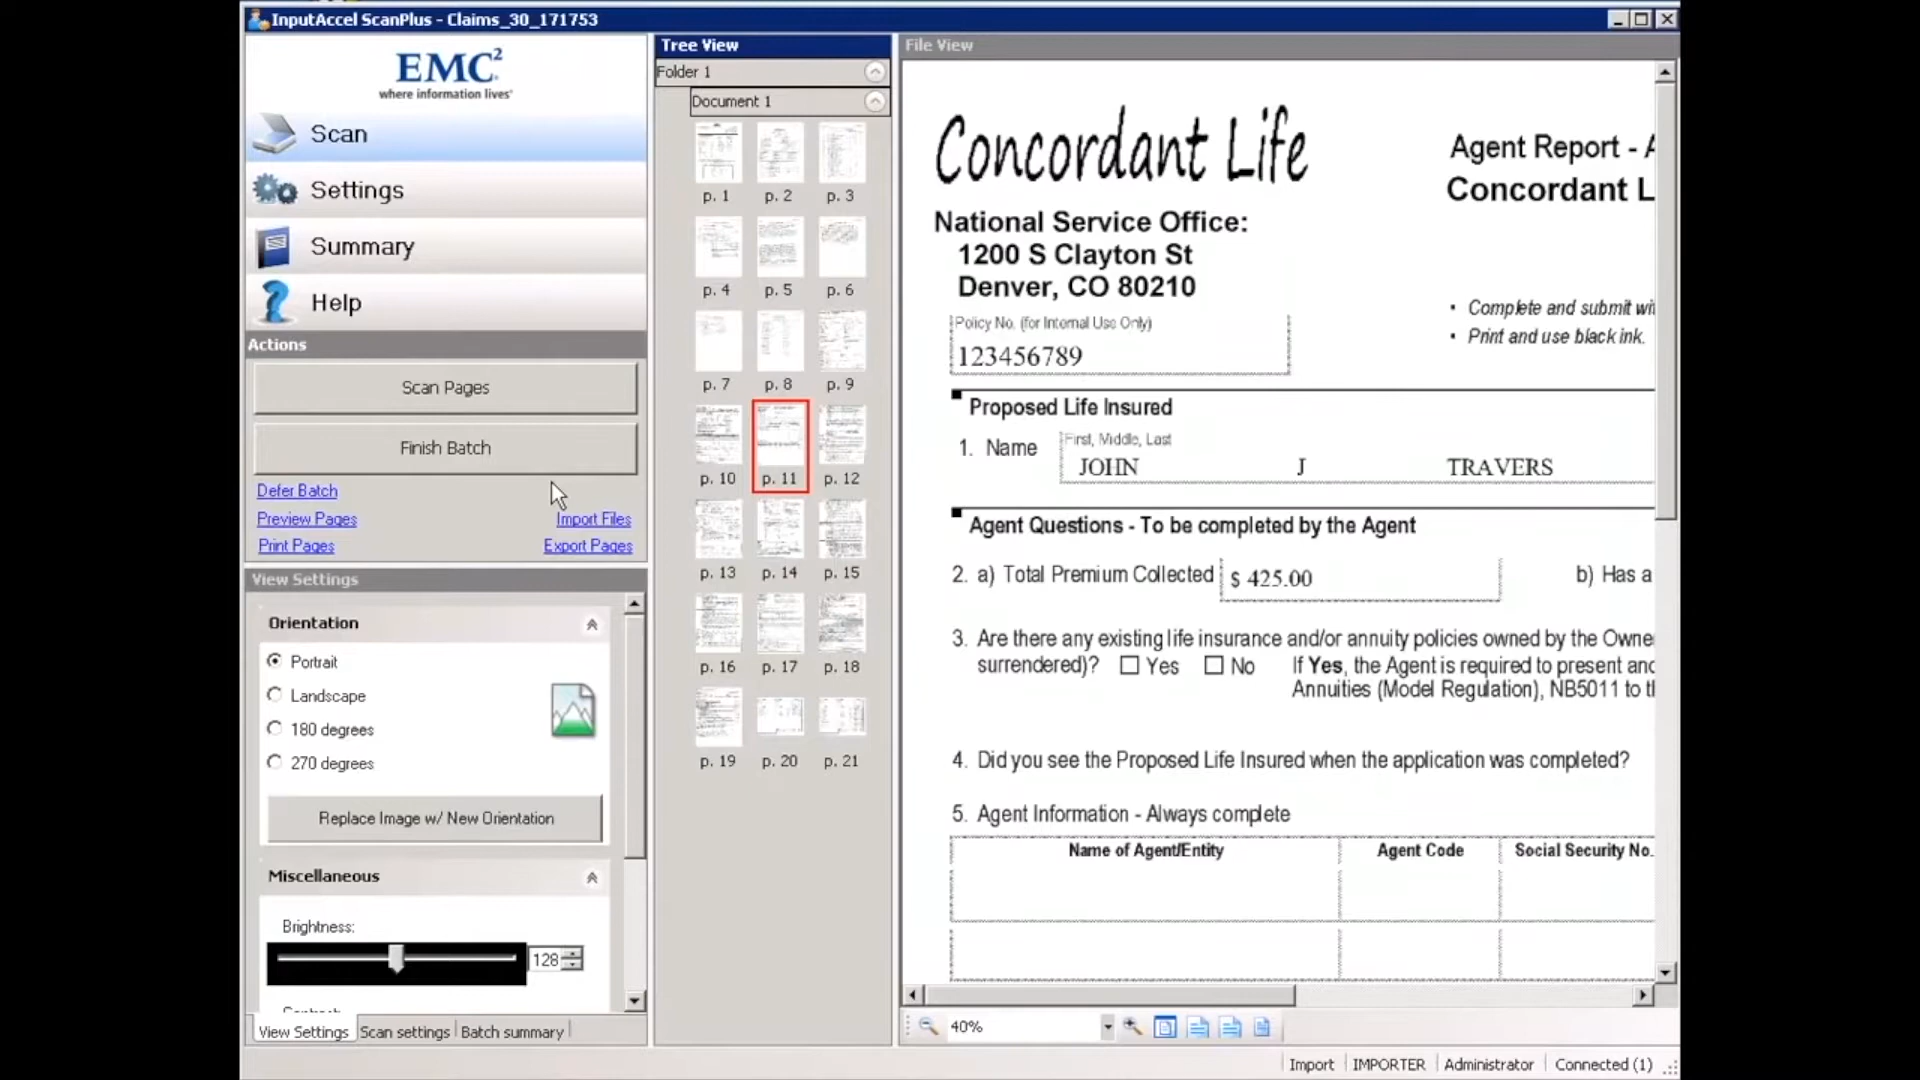 InputAccel ScanPlus - Claims_30_171753
EMC²
where information lives®
Scan
Settings
Summary
Help
Actions
Scan Pages
Finish Batch
Defer Batch
Preview Pages
Import Files
Print Pages
Export Pages
View Settings
Orientation
Portrait
Landscape
180 degrees
270 degrees
Replace Image w/ New Orientation
Miscellaneous
Brightness:
128
View Settings
Scan settings
Batch summary
Tree View
Folder 1
Document 1
p. 1 p. 2 p. 3
p. 4 p. 5 p. 6
p. 7 p. 8 p. 9
p. 10 p. 11 p. 12
p. 13 p. 14 p. 15
p. 16 p. 17 p. 18
p. 19 p. 20 p. 21
File View
Concordant Life
Agent Report - A
Concordant L
National Service Office:
1200 S Clayton St
Denver, CO 80210
• Complete and submit wi
• Print and use black ink.
Policy No. (for Internal Use Only)
123456789
Proposed Life Insured
1. Name
First, Middle, Last
JOHN J TRAVERS
Agent Questions - To be completed by the Agent
2. a) Total Premium Collected $ 425.00 b) Has a
3. Are there any existing life insurance and/or annuity policies owned by the Owne
surrendered)? Yes No If Yes, the Agent is required to present and
Annuities (Model Regulation), NB5011 to th
4. Did you see the Proposed Life Insured when the application was completed?
5. Agent Information - Always complete
Name of Agent/Entity Agent Code Social Security No.
40%
Import IMPORTER Administrator Connected (1)